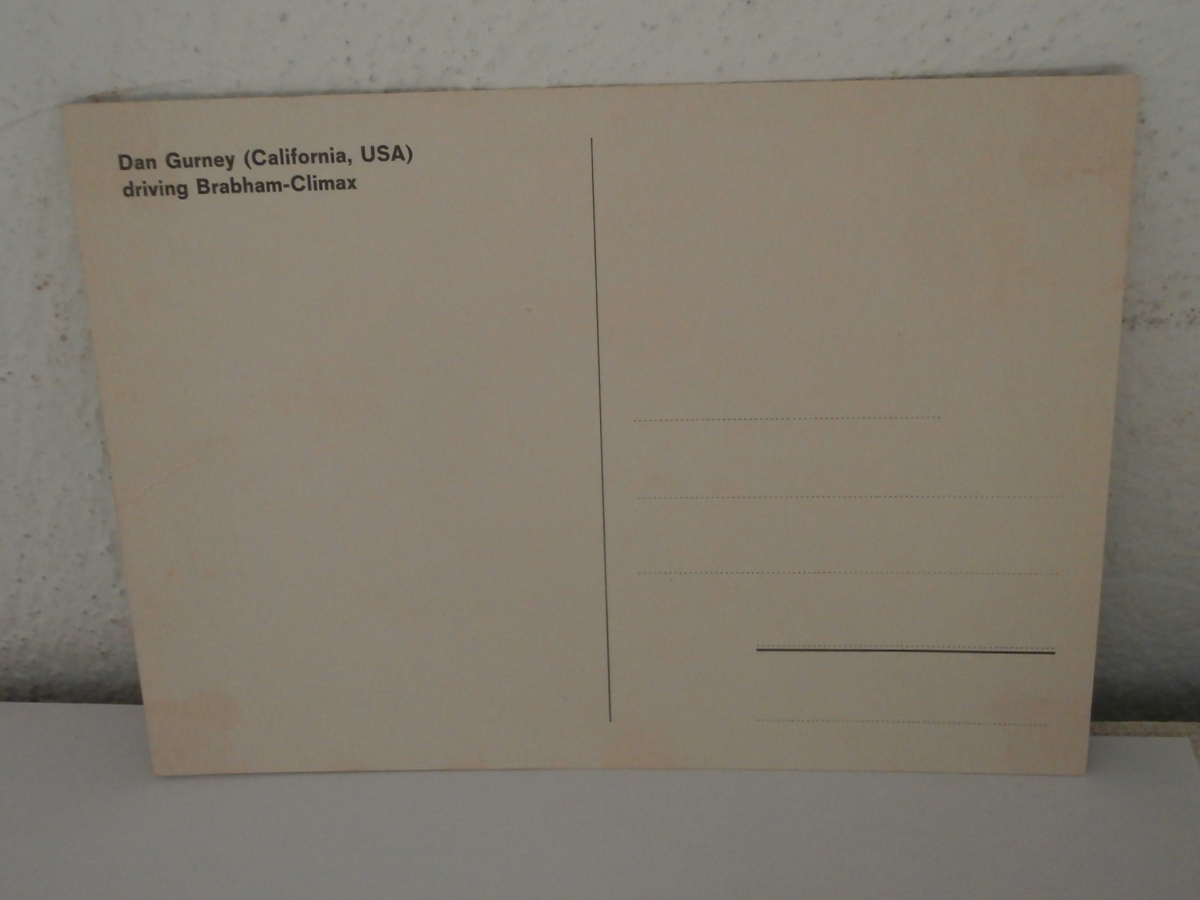 Dan Gurney (California, USA)
driving Brabham-Climax